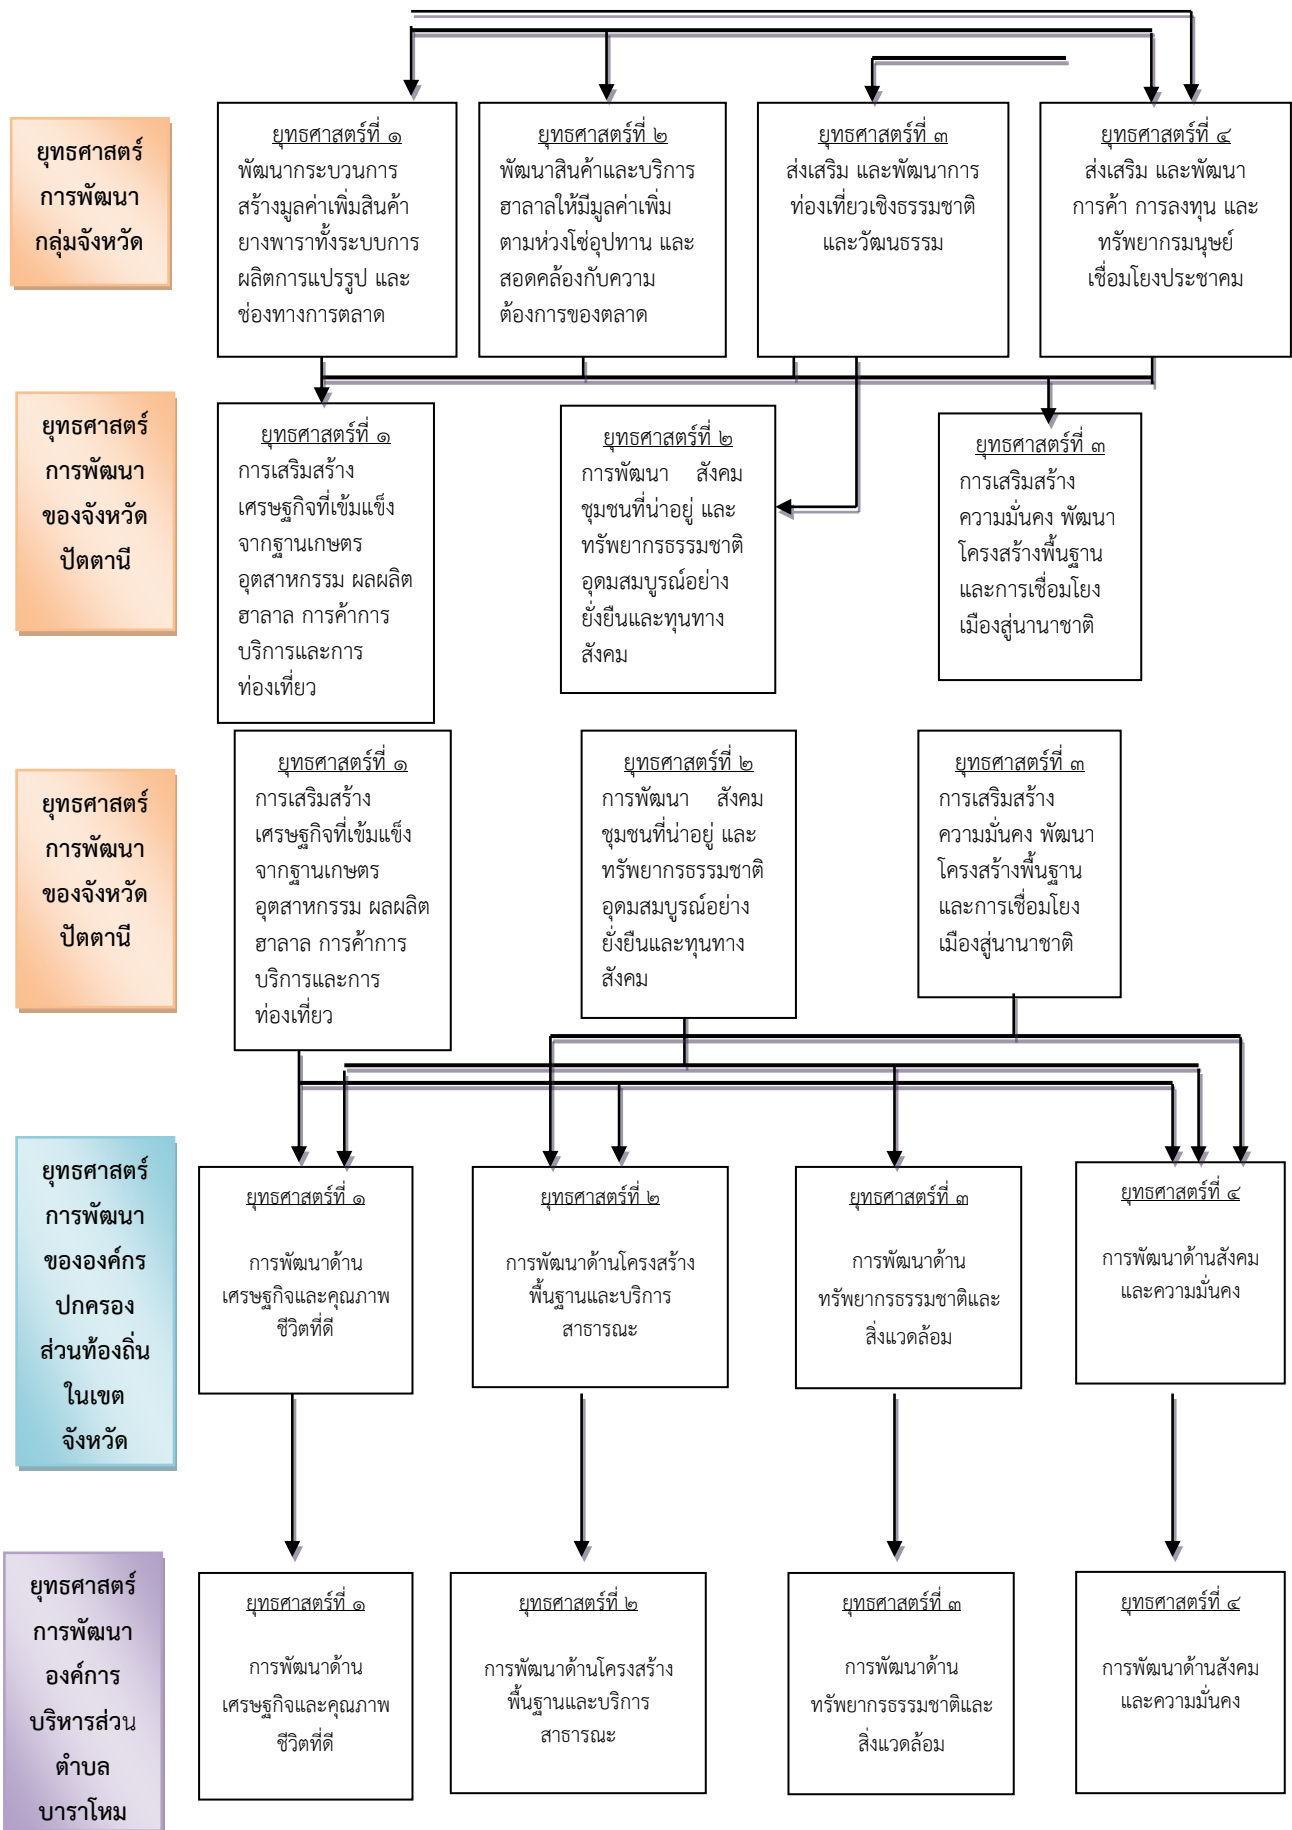 ยุทธศาสตร์
การพัฒนา
กลุ่มจังหวัด
ยุทธศาสตร์ที่ ๑
พัฒนากระบวนการ
สร้างมูลค่าเพิ่มสินค้า
ยางพาราทั้งระบบการ
ผลิตการแปรรูป และ
ช่องทางการตลาด
ยุทธศาสตร์ที่ ๒
พัฒนาสินค้าและบริการ
ฮาลาลให้มีมูลค่าเพิ่ม
ตามห่วงโซ่อุปทาน และ
สอดคล้องกับความ
ต้องการของตลาด
ยุทธศาสตร์ที่ ๓
ส่งเสริม และพัฒนาการ
ท่องเที่ยวเชิงธรรมชาติ
และวัฒนธรรม
ยุทธศาสตร์ที่ ๔
ส่งเสริม และพัฒนา
การค้า การลงทุน และ
ทรัพยากรมนุษย์
เชื่อมโยงประชาคม
ยุทธศาสตร์
การพัฒนา
ของจังหวัด
ปัตตานี
ยุทธศาสตร์ที่ ๑
การเสริมสร้าง
เศรษฐกิจที่เข้มแข็ง
จากฐานเกษตร
อุตสาหกรรม ผลผลิต
ฮาลาล การค้าการ
บริการและการ
ท่องเที่ยว
ยุทธศาสตร์ที่ ๒
การพัฒนา สังคม
ชุมชนที่น่าอยู่ และ
ทรัพยากรธรรมชาติ
อุดมสมบูรณ์อย่าง
ยั่งยืนและทุนทาง
สังคม
ยุทธศาสตร์ที่ ๓
การเสริมสร้าง
ความมั่นคง พัฒนา
โครงสร้างพื้นฐาน
และการเชื่อมโยง
เมืองสู่นานาชาติ
ยุทธศาสตร์
การพัฒนา
ของจังหวัด
ปัตตานี
ยุทธศาสตร์ที่ ๑
การเสริมสร้าง
เศรษฐกิจที่เข้มแข็ง
จากฐานเกษตร
อุตสาหกรรม ผลผลิต
ฮาลาล การค้าการ
บริการและการ
ท่องเที่ยว
ยุทธศาสตร์ที่ ๒
การพัฒนา สังคม
ชุมชนที่น่าอยู่ และ
ทรัพยากรธรรมชาติ
อุดมสมบูรณ์อย่าง
ยั่งยืนและทุนทาง
สังคม
ยุทธศาสตร์ที่ ๓
การเสริมสร้าง
ความมั่นคง พัฒนา
โครงสร้างพื้นฐาน
และการเชื่อมโยง
เมืองสู่นานาชาติ
ยุทธศาสตร์
การพัฒนา
ขององค์กร
ปกครอง
ส่วนท้องถิ่น
ในเขต
จังหวัด
ยุทธศาสตร์ที่ ๑
การพัฒนาด้าน
เศรษฐกิจและคุณภาพ
ชีวิตที่ดี
ยุทธศาสตร์ที่ ๒
การพัฒนาด้านโครงสร้าง
พื้นฐานและบริการ
สาธารณะ
ยุทธศาสตร์ที่ ๓
การพัฒนาด้าน
ทรัพยากรธรรมชาติและ
สิ่งแวดล้อม
ยุทธศาสตร์ที่ ๔
การพัฒนาด้านสังคม
และความมั่นคง
ยุทธศาสตร์
การพัฒนา
องค์การ
บริหารส่วน
ตำบล
บาราโหม
ยุทธศาสตร์ที่ ๑
การพัฒนาด้าน
เศรษฐกิจและคุณภาพ
ชีวิตที่ดี
ยุทธศาสตร์ที่ ๒
การพัฒนาด้านโครงสร้าง
พื้นฐานและบริการ
สาธารณะ
ยุทธศาสตร์ที่ ๓
การพัฒนาด้าน
ทรัพยากรธรรมชาติและ
สิ่งแวดล้อม
ยุทธศาสตร์ที่ ๔
การพัฒนาด้านสังคม
และความมั่นคง